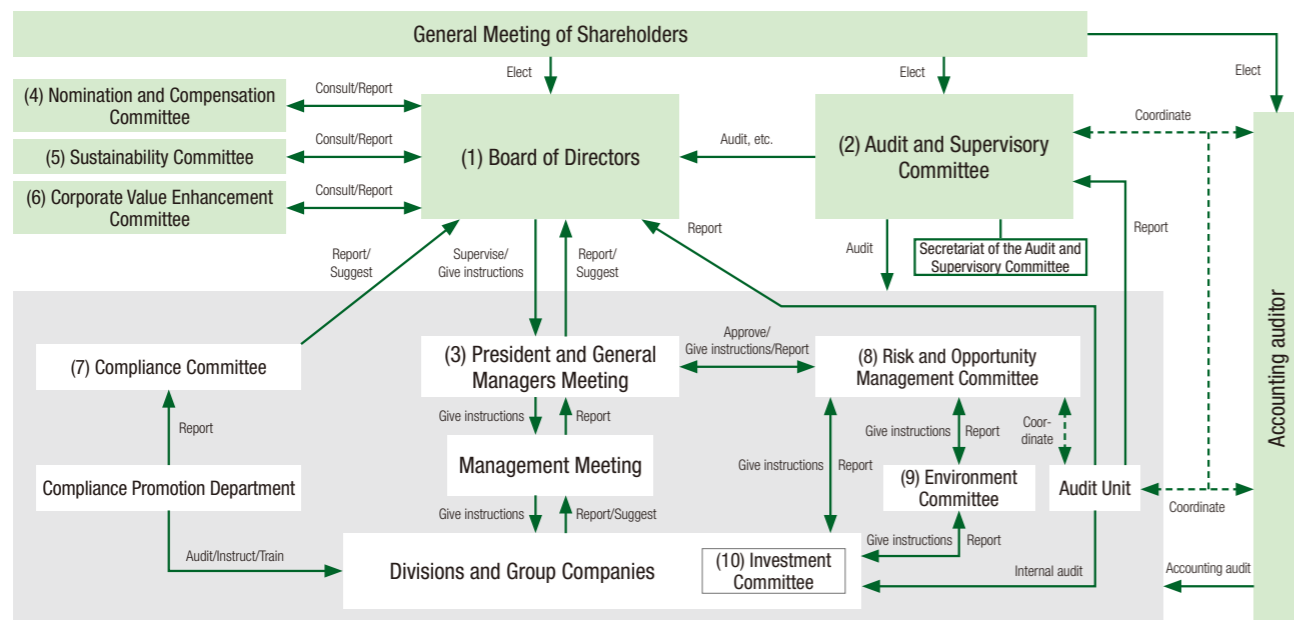 General Meeting of Shareholders
Elect
Elect
Elect
(4) Nomination and Compensation
Committee
Consult/Report
(5) Sustainability Committee
Consult/Report
(6) Corporate Value Enhancement
Committee
Consult/Report
(1) Board of Directors
Audit, etc.
(2) Audit and Supervisory
Committee
Coordinate
Report/
Suggest
Supervise/
Give instructions
Report/
Suggest
Report
Audit
Secretariat of the Audit and
Supervisory Committee
Report
Accounting auditor
(7) Compliance Committee
(3) President and General
Managers Meeting
Approve/
Give instructions/Report
(8) Risk and Opportunity
Management Committee
Report
Give instructions
Report
Give instructions
Report
Coor-
dinate
Compliance Promotion Department
Management Meeting
Give instructions
Report
(9) Environment
Committee
Audit Unit
Coordinate
Give instructions
Report/Suggest
Audit/Instruct/Train
Divisions and Group Companies
(10) Investment
Committee
Give instructions
Report
Internal audit
Accounting audit